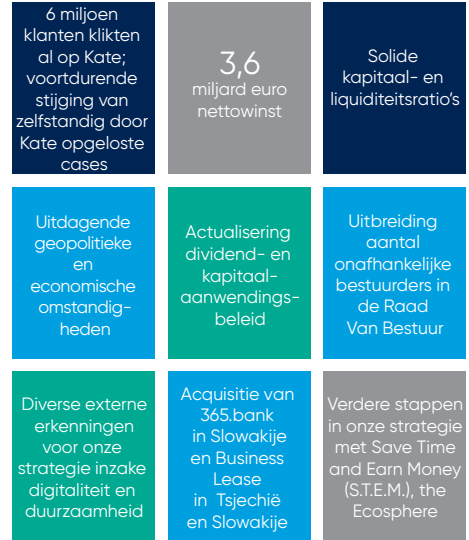 6 miljoen
klanten klikten
al op Kate;
voortdurende
stijging van
zelfstandig door
Kate opgeloste
cases
3,6
miljard euro
nettowinst
Solide
kapitaal- en
liquiditeitsratio's
Uitdagende
geopolitieke
en
economische
omstandig-
heden
Actualisering
dividend- en
kapitaal-
aanwendings-
beleid
Uitbreiding
aantal
onafhankelijke
bestuurders in
de Raad
Van Bestuur
Diverse externe
erkenningen
voor onze
strategie inzake
digitaliteit en
duurzaamheid
Acquisitie van
365.bank
in Slowakije
en Business
Lease
in Tsjechië
en Slowakije
Verdere stappen
in onze strategie
met Save Time
and Earn Money
(S.T.E.M.), the
Ecosphere